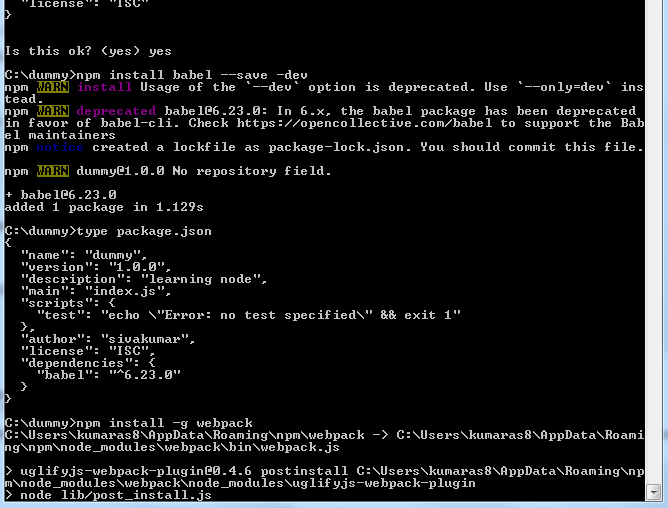 "license": "ISC"
}
Is this ok? (yes) yes
C:\dummy>npm install babel --save -dev
npm WARN install Usage of the `--dev` option is deprecated. Use `--only=dev` ins
tead.
npm WARN deprecated babel@6.23.0: In 6.x, the babel package has been deprecated
in favor of babel-cli. Check https://opencollective.com/babel to support the Bab
el maintainers
npm notice created a lockfile as package-lock.json. You should commit this file.
npm WARN dummy@1.0.0 No repository field.
+ babel@6.23.0
added 1 package in 1.129s
C:\dummy>type package.json
{
  "name": "dummy",
  "version": "1.0.0",
  "description": "learning node",
  "main": "index.js",
  "scripts": {
    "test": "echo \"Error: no test specified\" && exit 1"
  },
  "author": "sivakumar",
  "license": "ISC",
  "dependencies": {
    "babel": "^6.23.0"
  }
}
C:\dummy>npm install -g webpack
C:\Users\kumaras8\AppData\Roaming\npm\webpack -> C:\Users\kumaras8\AppData\Roami
ng\npm\node_modules\webpack\bin\webpack.js
> uglifyjs-webpack-plugin@0.4.6 postinstall C:\Users\kumaras8\AppData\Roaming\np
m\node_modules\webpack\node_modules\uglifyjs-webpack-plugin
> node lib/post_install.js